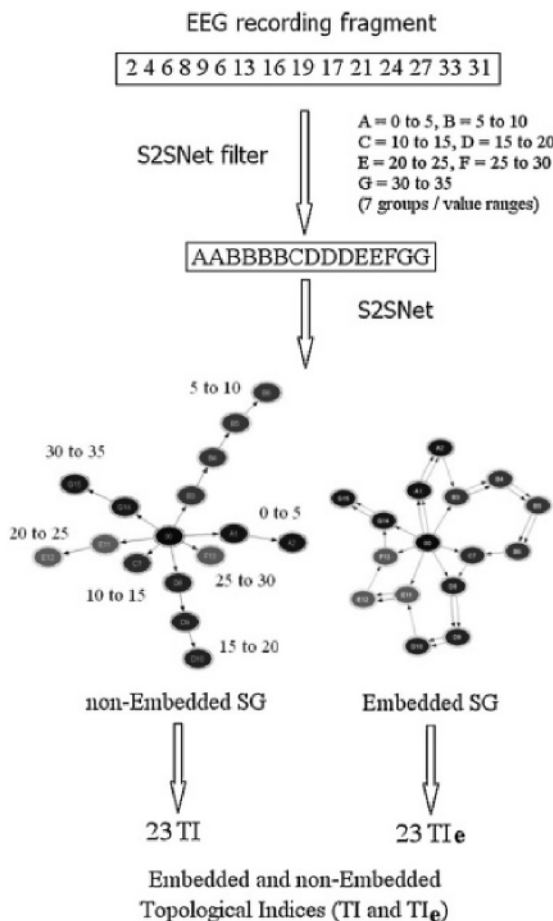 EEG recording fragment
2 4 6 8 9 6 13 16 19 17 21 24 27 33 31
S2SNet filter
A = 0 to 5, B = 5 to 10
C = 10 to 15, D = 15 to 20
E = 20 to 25, F = 25 to 30
G = 30 to 35
(7 groups / value ranges)
AABBBBCDDDEEFGG
S2SNet
5 to 10
30 to 35
20 to 25
0 to 5
10 to 15
25 to 30
15 to 20
non-Embedded SG
Embedded SG
23 TI
23 TIe
Embedded and non-Embedded
Topological Indices (TI and TIe)